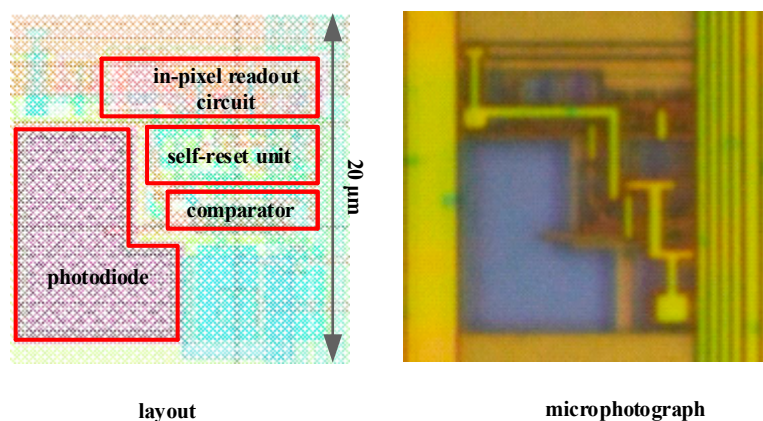 in-pixel readout
circuit
self-reset unit
comparator
photodiode
20 μm
layout
microphotograph